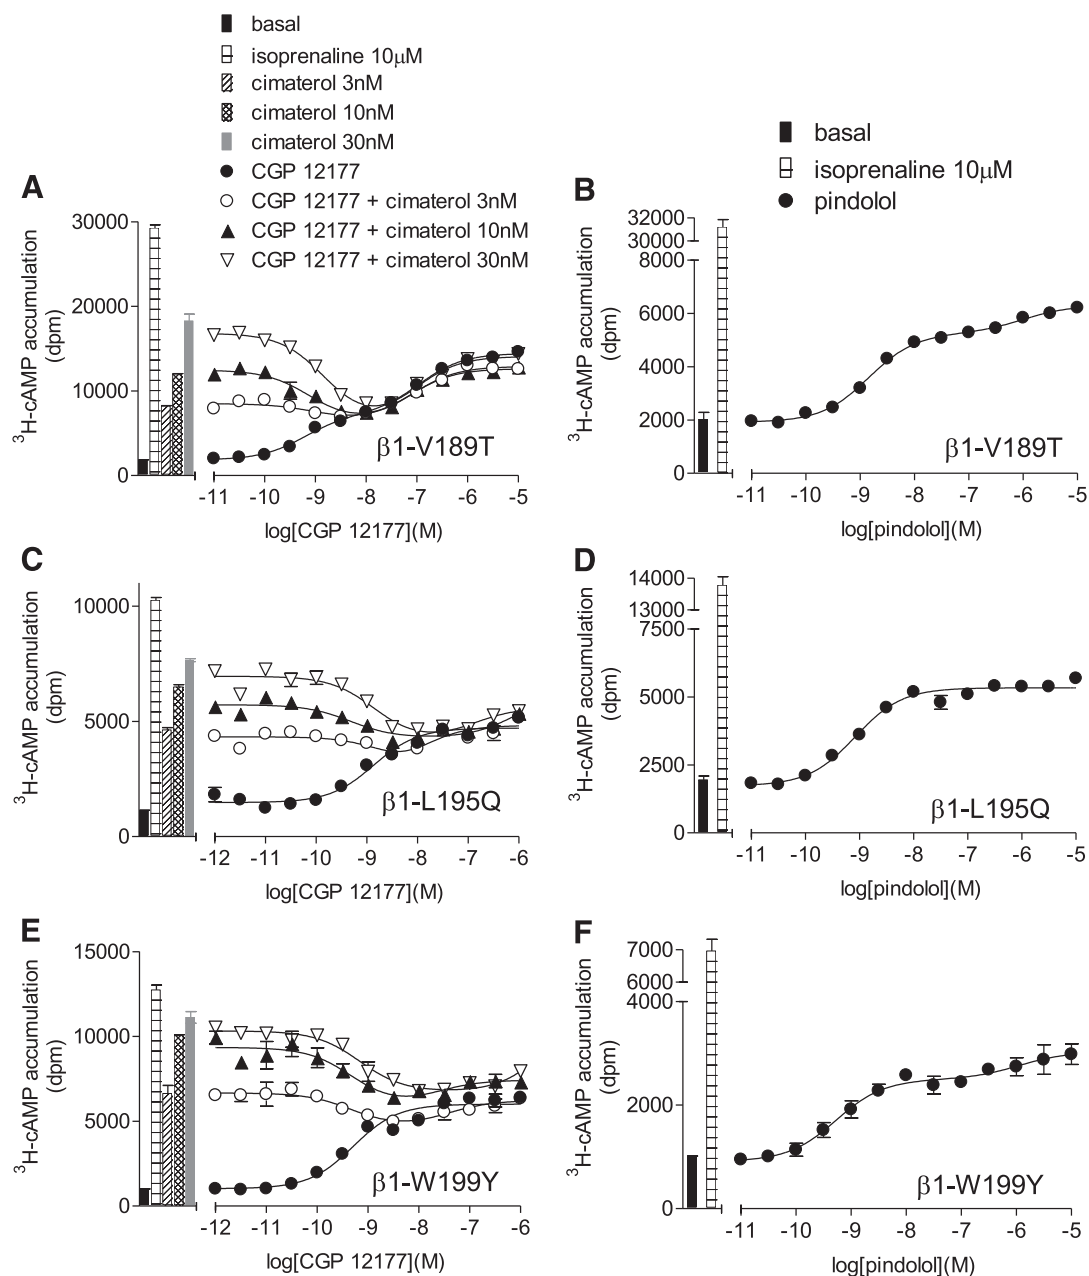 basal
isoprenaline 10μM
cimaterol 3nM
cimaterol 10nM
cimaterol 30nM
CGP 12177
CGP 12177 + cimaterol 3nM
CGP 12177 + cimaterol 10nM
CGP 12177 + cimaterol 30nM
A
³H-cAMP accumulation
(dpm)
30000
20000
10000
0
β1-V189T
-11 -10 -9 -8 -7 -6 -5
log[CGP 12177](M)
basal
isoprenaline 10μM
pindolol
B
³H-cAMP accumulation
(dpm)
32000
30000
8000
6000
4000
2000
0
β1-V189T
-11 -10 -9 -8 -7 -6 -5
log[pindolol](M)
C
³H-cAMP accumulation
(dpm)
10000
5000
0
β1-L195Q
-12 -11 -10 -9 -8 -7 -6
log[CGP 12177](M)
D
³H-cAMP accumulation
(dpm)
14000
13000
7500
5000
2500
0
β1-L195Q
-11 -10 -9 -8 -7 -6 -5
log[pindolol](M)
E
³H-cAMP accumulation
(dpm)
15000
10000
5000
0
β1-W199Y
-12 -11 -10 -9 -8 -7 -6
log[CGP 12177](M)
F
³H-cAMP accumulation
(dpm)
7000
6000
4000
2000
0
β1-W199Y
-11 -10 -9 -8 -7 -6 -5
log[pindolol](M)